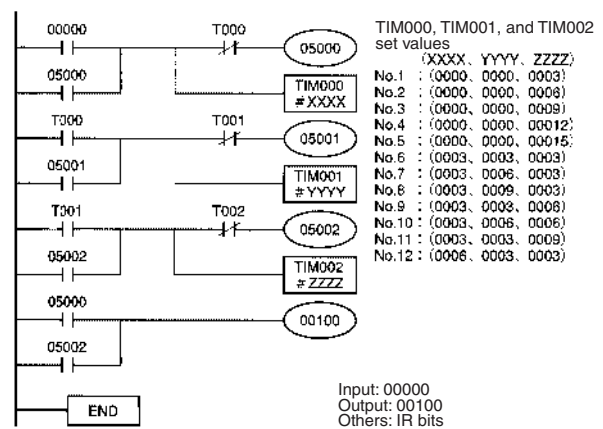 00000 T000 05000
05000 TIM000
# XXXX
T000 T001 05001
05001 TIM001
# YYYY
T001 T002 05002
05002 TIM002
# ZZZZ
05000 00100
05002
END
TIM000, TIM001, and TIM002
set values
(XXXX、YYYY、ZZZZ)
No.1 : (0000、0000、0003)
No.2 : (0000、0000、0006)
No.3 : (0000、0000、0009)
No.4 : (0000、0000、00012)
No.5 : (0000、0000、00015)
No.6 : (0003、0003、0003)
No.7 : (0003、0006、0003)
No.8 : (0003、0009、0003)
No.9 : (0003、0003、0006)
No.10 : (0003、0006、0006)
No.11 : (0003、0003、0009)
No.12 : (0006、0003、0003)
Input: 00000
Output: 00100
Others: IR bits